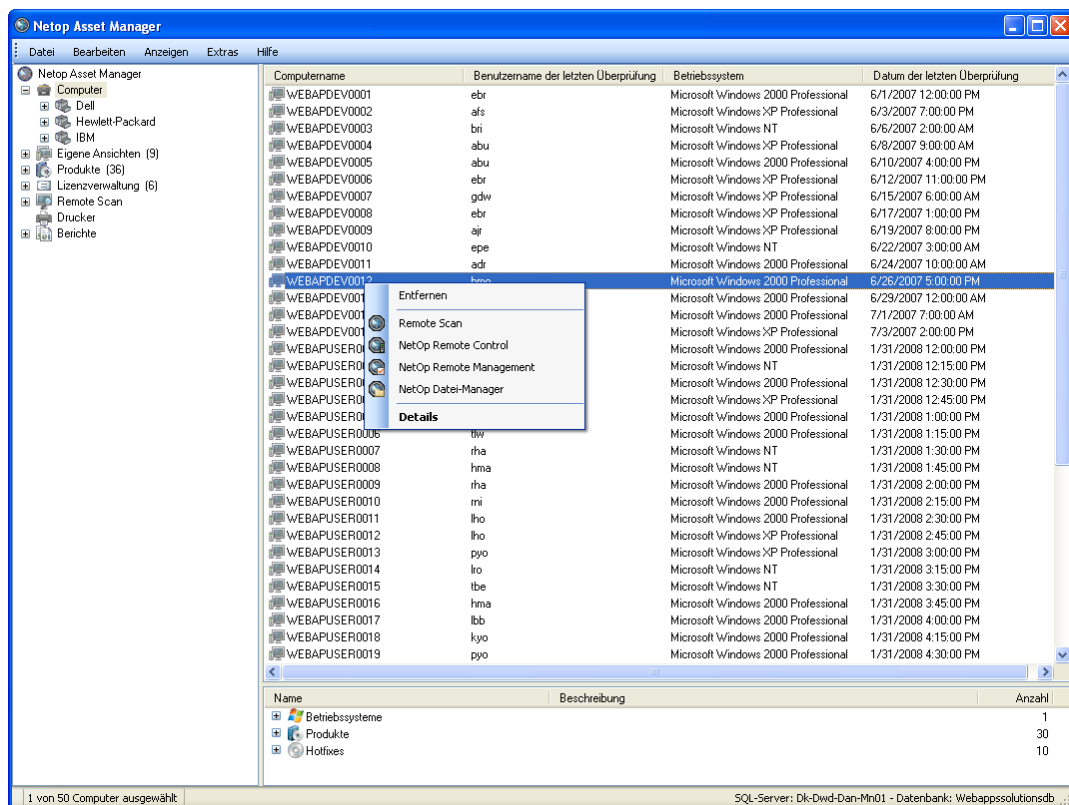 Netop Asset Manager
Datei Bearbeiten Anzeigen Extras Hilfe
Netop Asset Manager
Computer
Dell
Hewlett-Packard
IBM
Eigene Ansichten (9)
Produkte (36)
Lizenzverwaltung (6)
Remote Scan
Drucker
Berichte
Computername Benutzername der letzten Überprüfung Betriebssystem Datum der letzten Überprüfung
WEBAPDEV0001 ebr Microsoft Windows 2000 Professional 6/1/2007 12:00:00 PM
WEBAPDEV0002 afs Microsoft Windows XP Professional 6/3/2007 7:00:00 PM
WEBAPDEV0003 bri Microsoft Windows NT 6/6/2007 2:00:00 AM
WEBAPDEV0004 abu Microsoft Windows XP Professional 6/8/2007 9:00:00 AM
WEBAPDEV0005 abu Microsoft Windows 2000 Professional 6/10/2007 4:00:00 PM
WEBAPDEV0006 ebr Microsoft Windows XP Professional 6/12/2007 11:00:00 PM
WEBAPDEV0007 gdw Microsoft Windows XP Professional 6/15/2007 6:00:00 AM
WEBAPDEV0008 ebr Microsoft Windows XP Professional 6/17/2007 1:00:00 PM
WEBAPDEV0009 ajr Microsoft Windows XP Professional 6/19/2007 8:00:00 PM
WEBAPDEV0010 epe Microsoft Windows NT 6/22/2007 3:00:00 AM
WEBAPDEV0011 adr Microsoft Windows 2000 Professional 6/24/2007 10:00:00 AM
WEBAPDEV0012 Microsoft Windows 2000 Professional 6/26/2007 5:00:00 PM
WEBAPDEV001 Microsoft Windows 2000 Professional 6/29/2007 12:00:00 AM
WEBAPDEV001 Microsoft Windows 2000 Professional 7/1/2007 7:00:00 AM
WEBAPDEV001 Microsoft Windows XP Professional 7/3/2007 2:00:00 PM
WEBAPUSER0 Microsoft Windows 2000 Professional 1/31/2008 12:00:00 PM
WEBAPUSER0 Microsoft Windows NT 1/31/2008 12:15:00 PM
WEBAPUSER0 Microsoft Windows 2000 Professional 1/31/2008 12:30:00 PM
WEBAPUSER0 Microsoft Windows XP Professional 1/31/2008 12:45:00 PM
WEBAPUSER0 Microsoft Windows 2000 Professional 1/31/2008 1:00:00 PM
WEBAPUSER0006 tlw Microsoft Windows 2000 Professional 1/31/2008 1:15:00 PM
WEBAPUSER0007 rha Microsoft Windows NT 1/31/2008 1:30:00 PM
WEBAPUSER0008 hma Microsoft Windows NT 1/31/2008 1:45:00 PM
WEBAPUSER0009 rha Microsoft Windows 2000 Professional 1/31/2008 2:00:00 PM
WEBAPUSER0010 rni Microsoft Windows 2000 Professional 1/31/2008 2:15:00 PM
WEBAPUSER0011 lho Microsoft Windows 2000 Professional 1/31/2008 2:30:00 PM
WEBAPUSER0012 lho Microsoft Windows XP Professional 1/31/2008 2:45:00 PM
WEBAPUSER0013 pyo Microsoft Windows XP Professional 1/31/2008 3:00:00 PM
WEBAPUSER0014 lro Microsoft Windows NT 1/31/2008 3:15:00 PM
WEBAPUSER0015 tbe Microsoft Windows NT 1/31/2008 3:30:00 PM
WEBAPUSER0016 hma Microsoft Windows 2000 Professional 1/31/2008 3:45:00 PM
WEBAPUSER0017 lbb Microsoft Windows 2000 Professional 1/31/2008 4:00:00 PM
WEBAPUSER0018 kyo Microsoft Windows 2000 Professional 1/31/2008 4:15:00 PM
WEBAPUSER0019 pyo Microsoft Windows 2000 Professional 1/31/2008 4:30:00 PM
Entfernen
Remote Scan
NetOp Remote Control
NetOp Remote Management
NetOp Datei-Manager
Details
Name Beschreibung Anzahl
Betriebssysteme 1
Produkte 30
Hotfixes 10
1 von 50 Computer ausgewählt SQL-Server: Dk-Dwd-Dan-Mn01 - Datenbank: Webappssolutionsdb